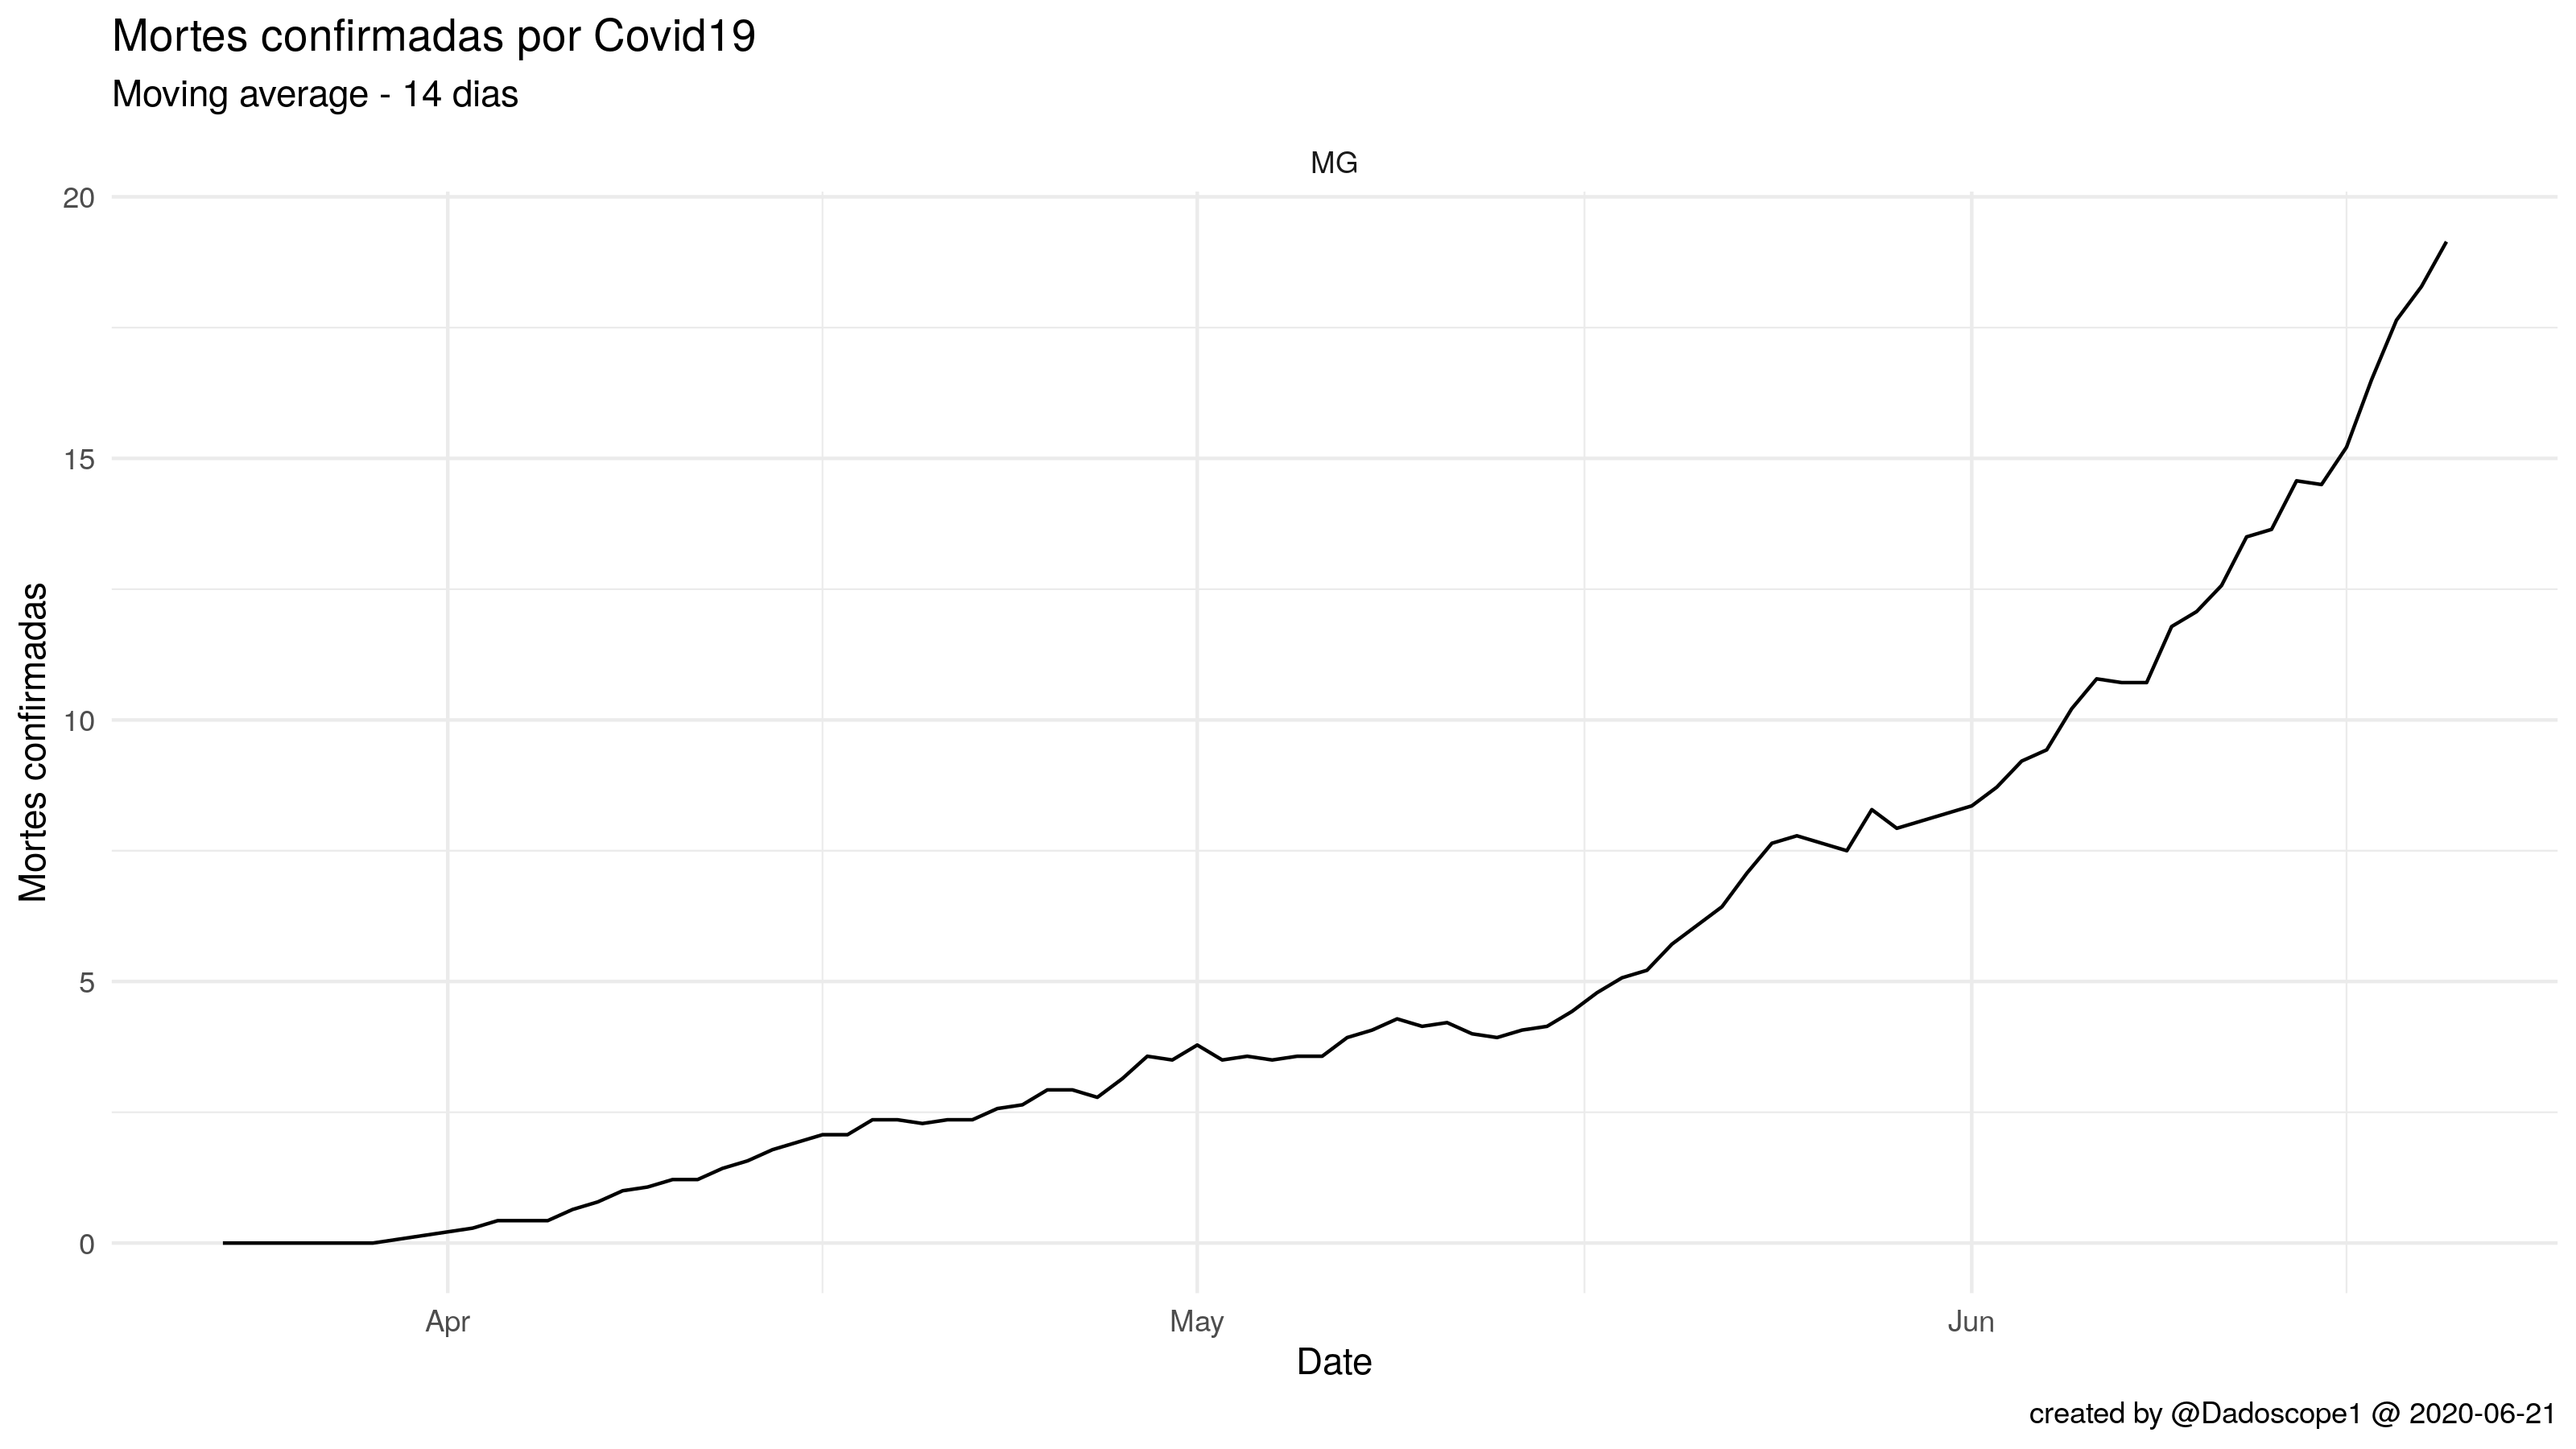 Mortes confirmadas por Covid19
Moving average - 14 dias
MG
20
15
10
5
0
Mortes confirmadas
Apr
May
Jun
Date
created by @Dadoscope1 @ 2020-06-21